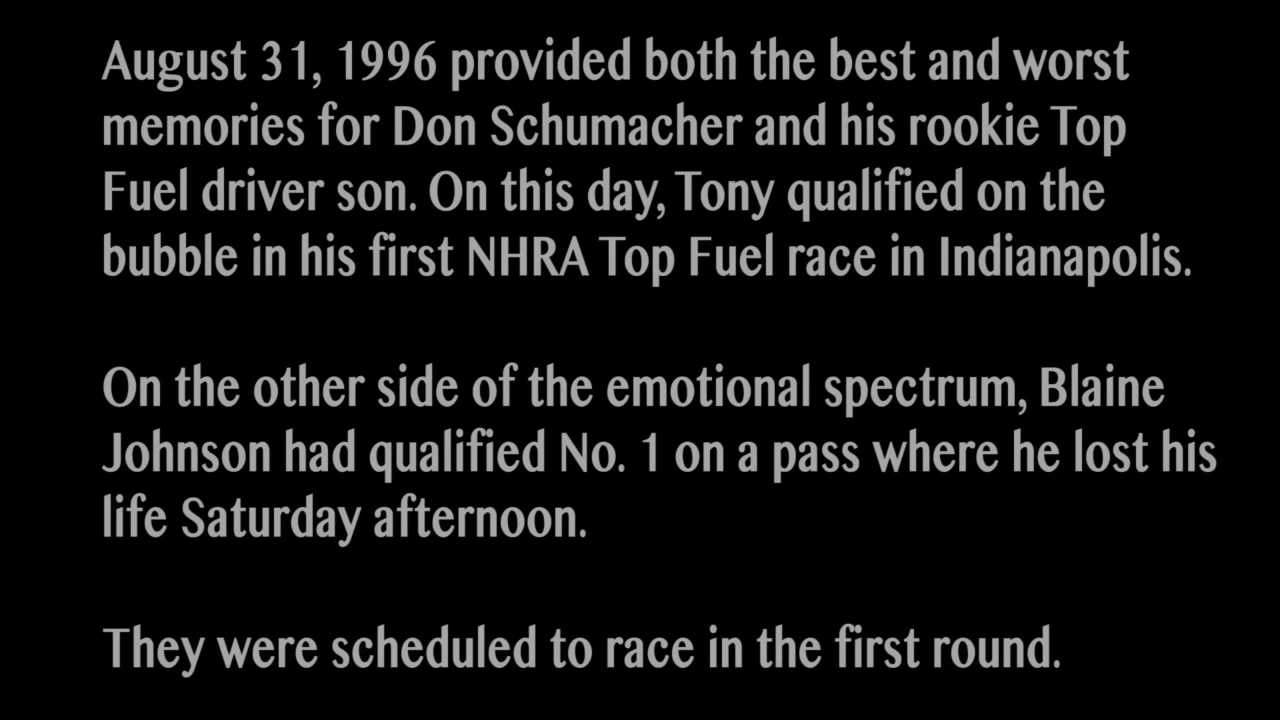 August 31, 1996 provided both the best and worst
memories for Don Schumacher and his rookie Top
Fuel driver son. On this day, Tony qualified on the
bubble in his first NHRA Top Fuel race in Indianapolis.
On the other side of the emotional spectrum, Blaine
Johnson had qualified No. 1 on a pass where he lost his
life Saturday afternoon.
They were scheduled to race in the first round.